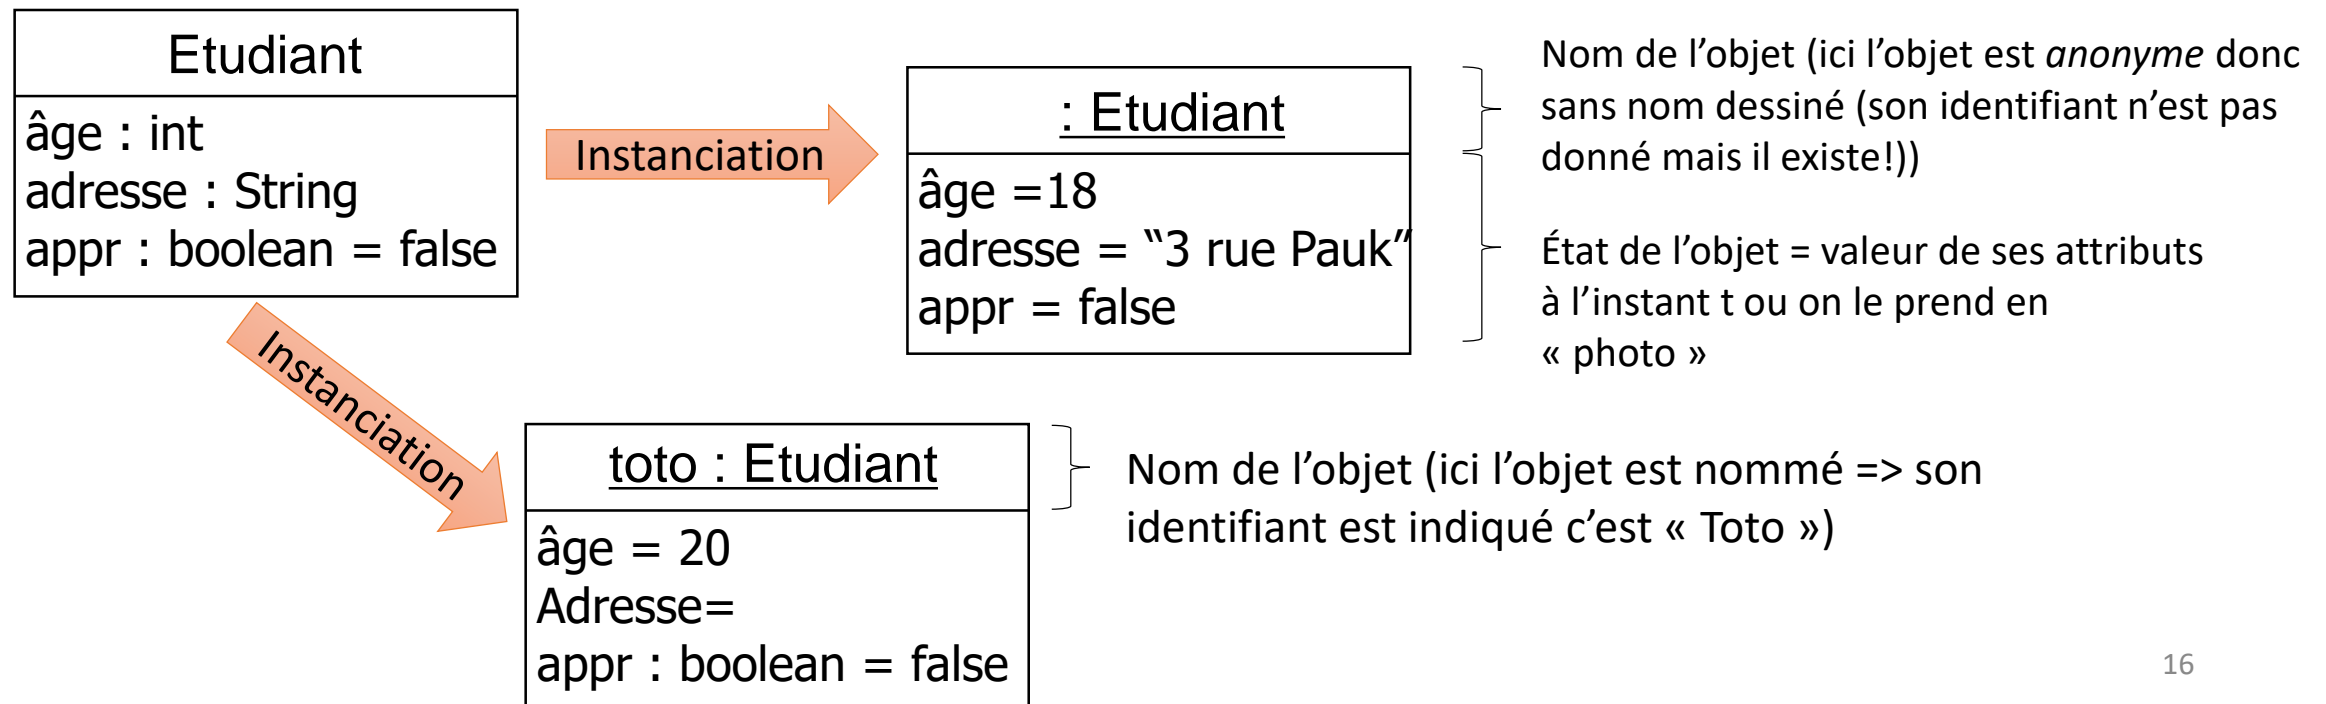 Etudiant
âge : int
adresse : String
appr : boolean = false
Instanciation
: Etudiant
âge =18
adresse = “3 rue Pauk”
appr = false
Nom de l’objet (ici l’objet est anonyme donc
sans nom dessiné (son identifiant n’est pas
donné mais il existe!))
État de l’objet = valeur de ses attributs
à l’instant t ou on le prend en
« photo »
Instanciation
toto : Etudiant
âge = 20
Adresse=
appr : boolean = false
Nom de l’objet (ici l’objet est nommé => son
identifiant est indiqué c’est « Toto »)
16